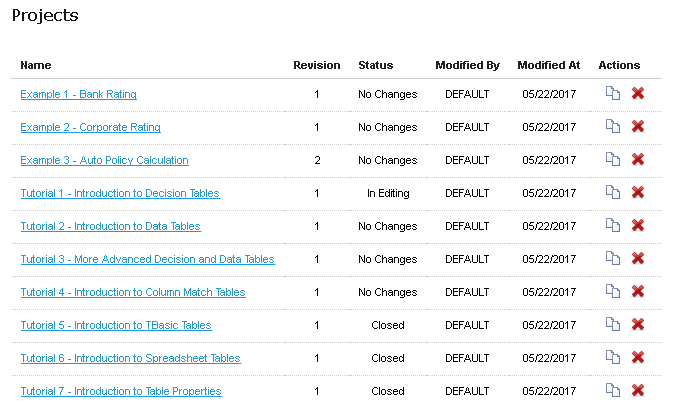 Projects
Name Revision Status Modified By Modified At Actions
Example 1 - Bank Rating 1 No Changes DEFAULT 05/22/2017
Example 2 - Corporate Rating 1 No Changes DEFAULT 05/22/2017
Example 3 - Auto Policy Calculation 2 No Changes DEFAULT 05/22/2017
Tutorial 1 - Introduction to Decision Tables 1 In Editing DEFAULT 05/22/2017
Tutorial 2 - Introduction to Data Tables 1 No Changes DEFAULT 05/22/2017
Tutorial 3 - More Advanced Decision and Data Tables 1 No Changes DEFAULT 05/22/2017
Tutorial 4 - Introduction to Column Match Tables 1 No Changes DEFAULT 05/22/2017
Tutorial 5 - Introduction to TBasic Tables 1 Closed DEFAULT 05/22/2017
Tutorial 6 - Introduction to Spreadsheet Tables 1 Closed DEFAULT 05/22/2017
Tutorial 7 - Introduction to Table Properties 1 Closed DEFAULT 05/22/2017